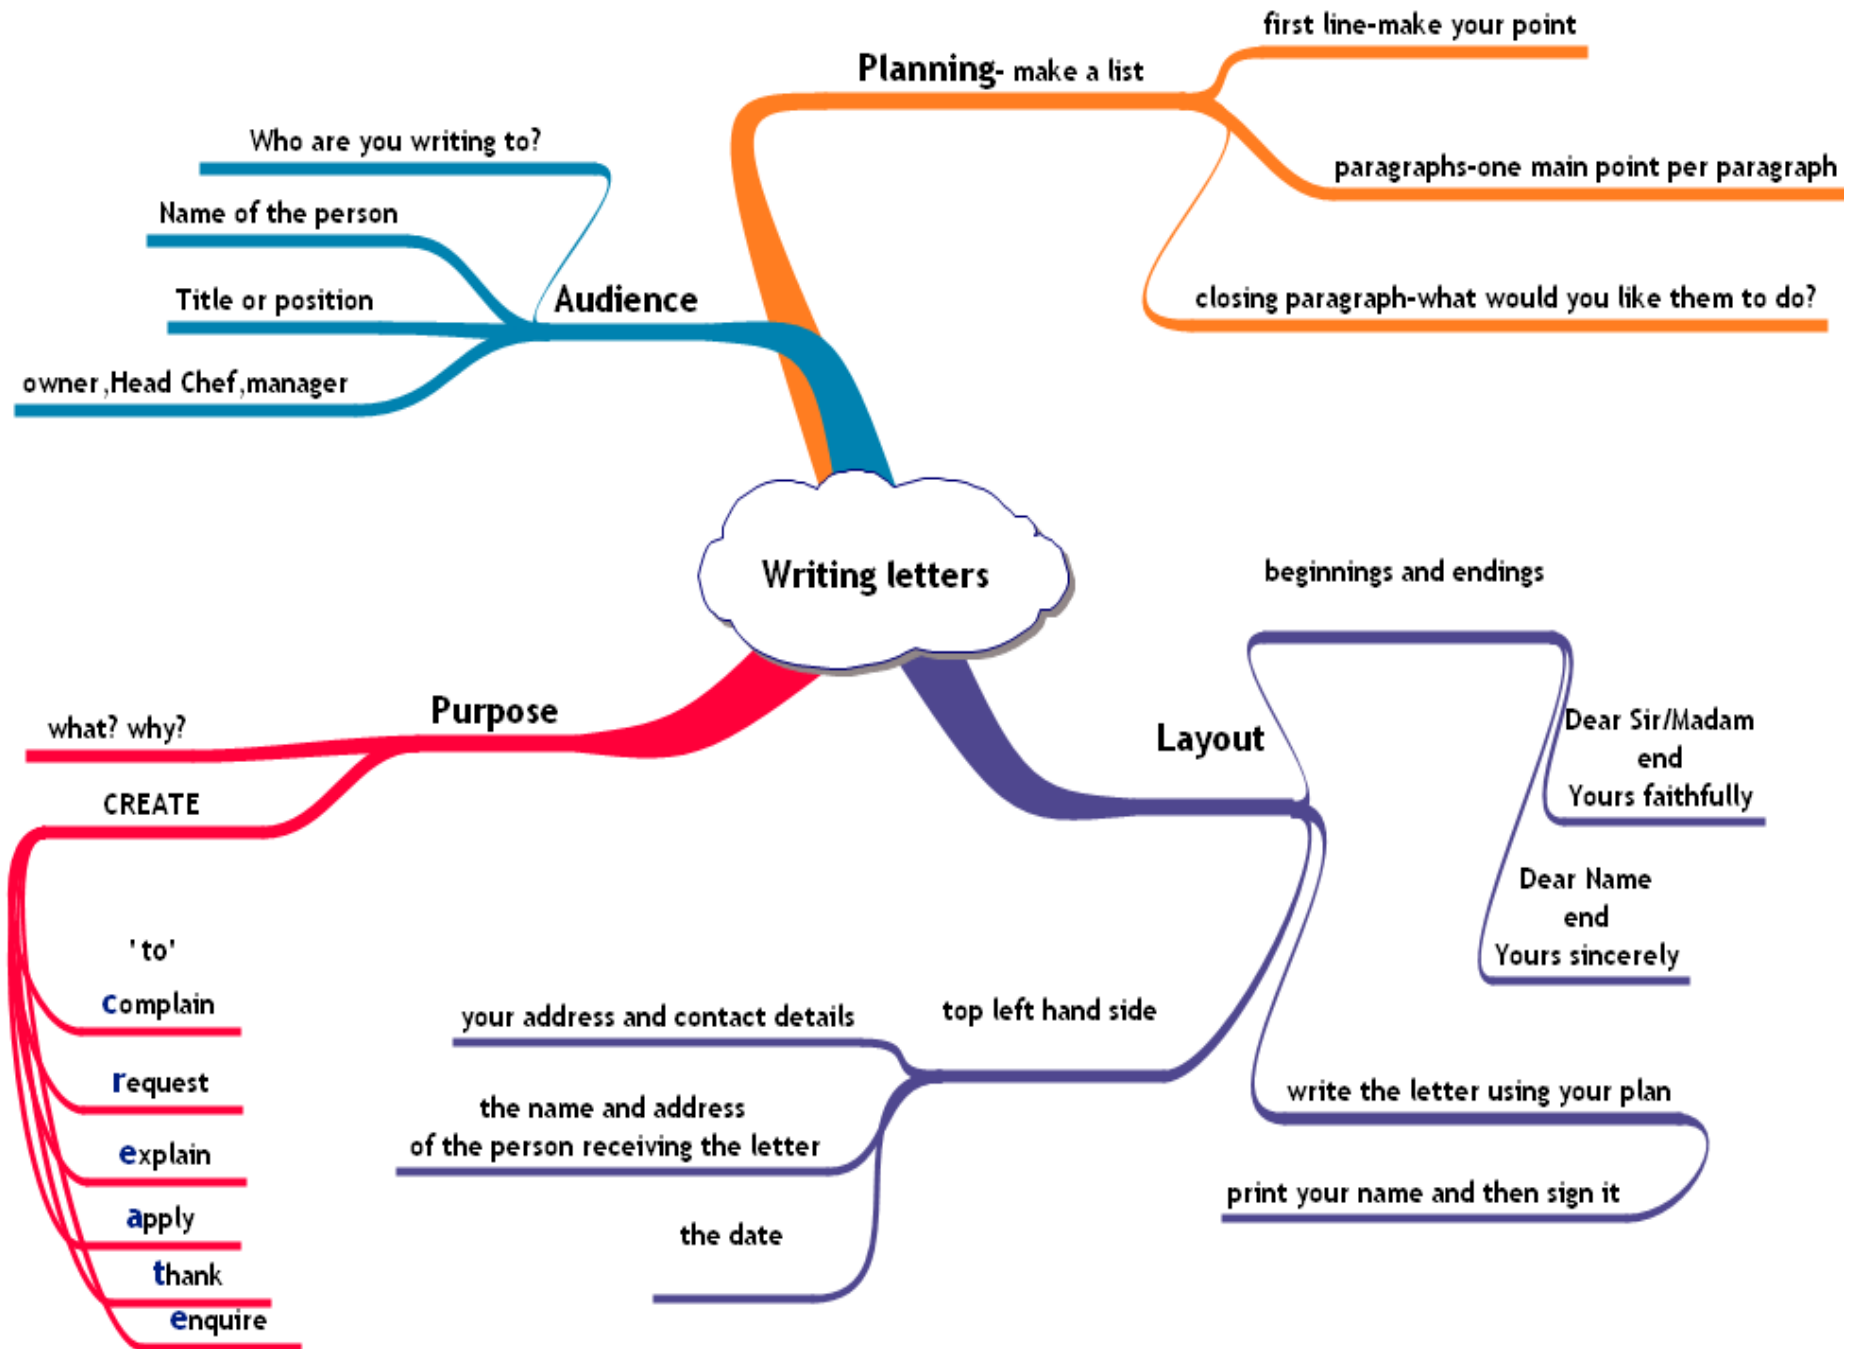 Writing letters
Planning- make a list
first line-make your point
paragraphs-one main point per paragraph
closing paragraph-what would you like them to do?
Audience
Who are you writing to?
Name of the person
Title or position
owner,Head Chef,manager
Purpose
what? why?
CREATE
'to'
complain
request
explain
apply
thank
enquire
Layout
beginnings and endings
Dear Sir/Madam
end
Yours faithfully
Dear Name
end
Yours sincerely
top left hand side
your address and contact details
the name and address
of the person receiving the letter
the date
write the letter using your plan
print your name and then sign it